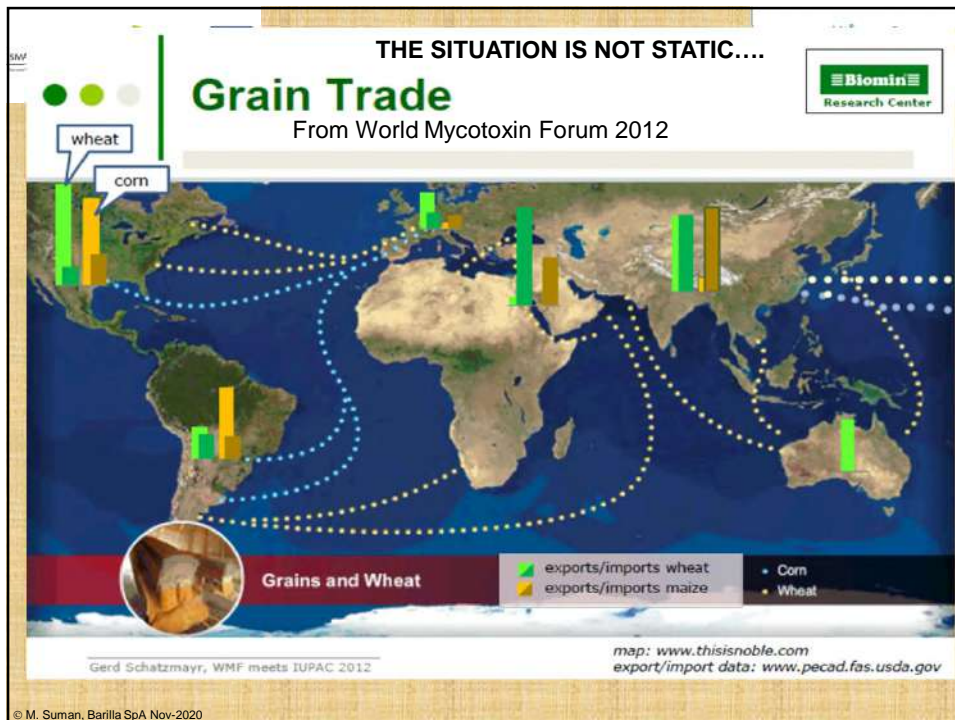 THE SITUATION IS NOT STATIC….
Grain Trade
Biomin
Research Center
From World Mycotoxin Forum 2012
wheat
corn
Grains and Wheat
exports/imports wheat
exports/imports maize
• Corn
• Wheat
Gerd Schatzmayr, WMF meets IUPAC 2012
map: www.thisisnoble.com
export/import data: www.pecad.fas.usda.gov
© M. Suman, Barilla SpA Nov-2020